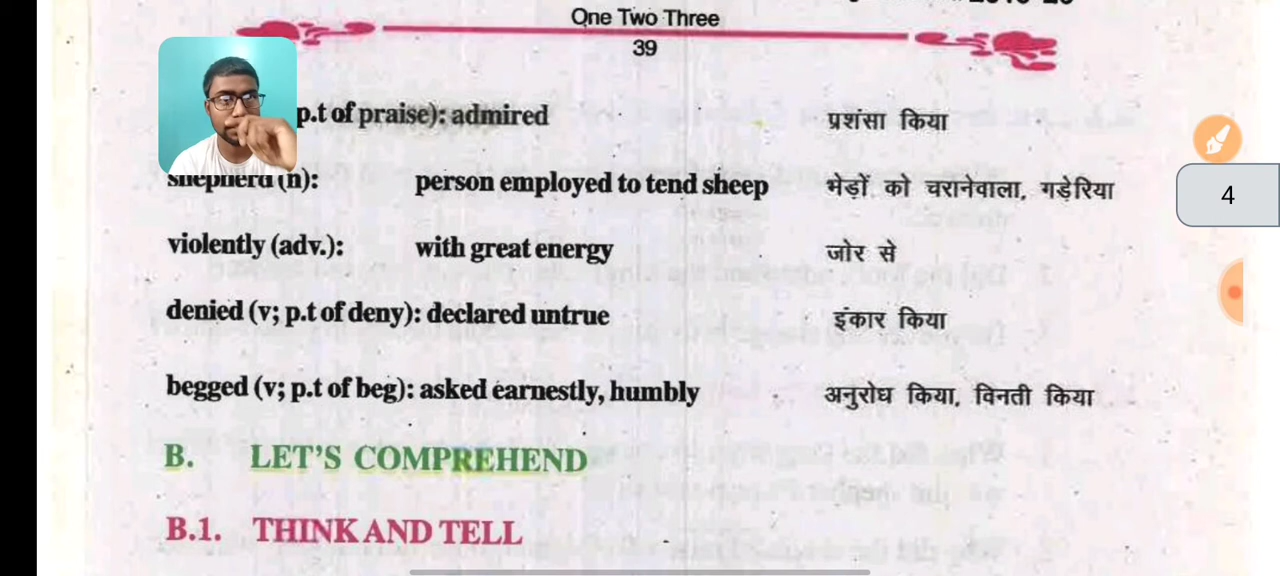 One Two Three
39
p.t of praise): admired प्रशंसा किया
shepherd (n): person employed to tend sheep भेड़ों को चरानेवाला, गड़ेरिया
violently (adv.): with great energy जोर से
denied (v; p.t of deny): declared untrue इंकार किया
begged (v; p.t of beg): asked earnestly, humbly अनुरोध किया, विनती किया
B. LET'S COMPREHEND
B.1. THINK AND TELL
4